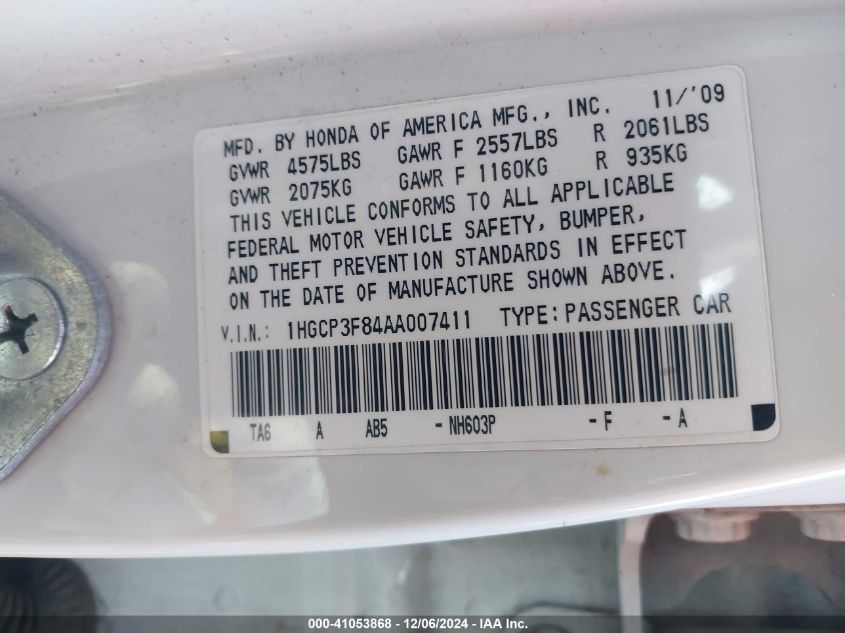 MFD. BY HONDA OF AMERICA MFG., INC. 11/'09
GVWR 4575LBS GAWR F 2557LBS R 2061LBS
GVWR 2075KG GAWR F 1160KG R 935KG
THIS VEHICLE CONFORMS TO ALL APPLICABLE
FEDERAL MOTOR VEHICLE SAFETY, BUMPER,
AND THEFT PREVENTION STANDARDS IN EFFECT
ON THE DATE OF MANUFACTURE SHOWN ABOVE.
V.I.N.: 1HGCP3F84AA007411 TYPE: PASSENGER CAR
TA6 A AB5 -NH603P -F -A
000-41053868 - 12/06/2024 - IAA Inc.